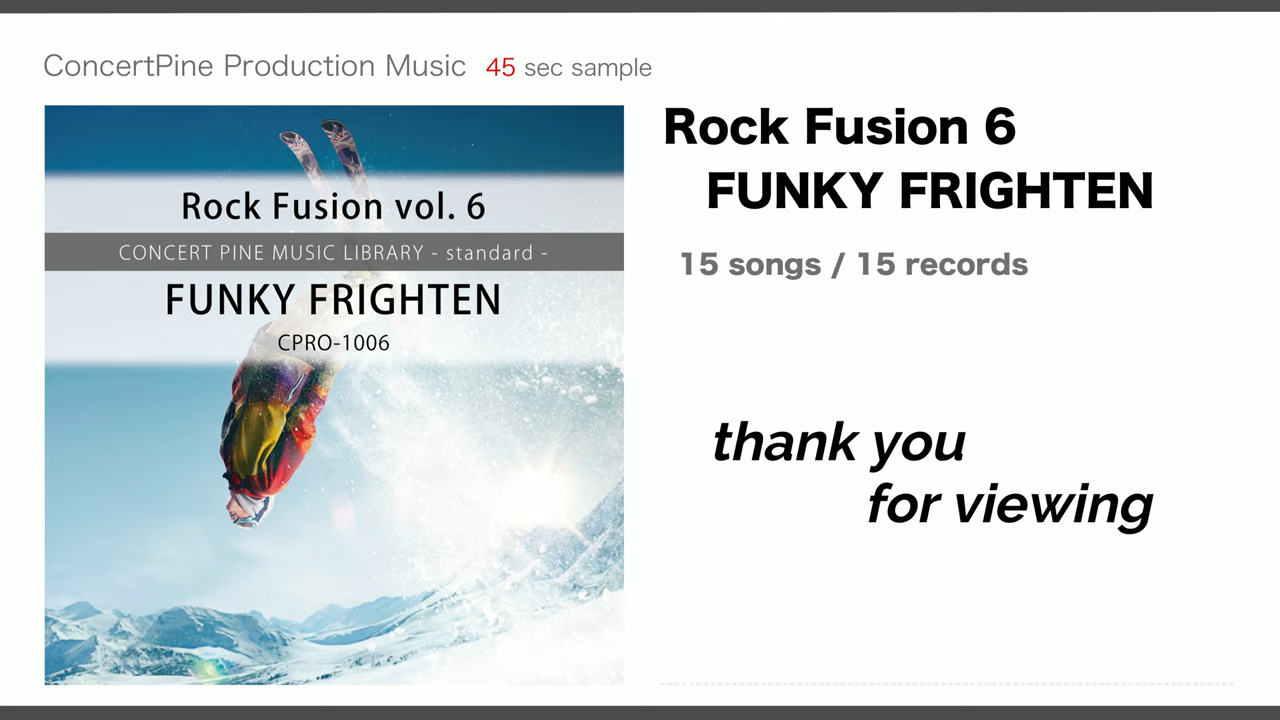 ConcertPine Production Music 45 sec sample
Rock Fusion vol. 6
CONCERT PINE MUSIC LIBRARY - standard -
FUNKY FRIGHTEN
CPRO-1006
Rock Fusion 6
FUNKY FRIGHTEN
15 songs / 15 records
thank you
for viewing